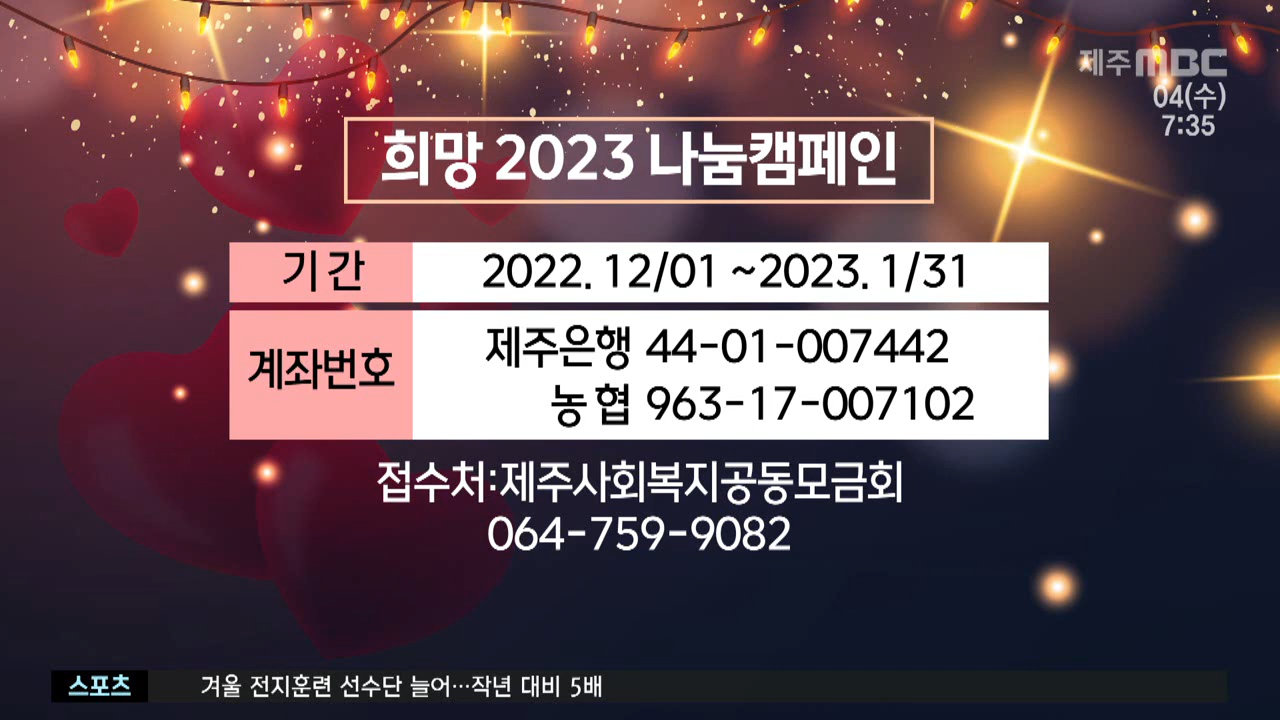 제주MBC
04(수)
7:35
희망 2023 나눔캠페인
기간 2022. 12/01 ~2023. 1/31
계좌번호
제주은행 44-01-007442
농협 963-17-007102
접수처:제주사회복지공동모금회
064-759-9082
스포츠 겨울 전지훈련 선수단 늘어…작년 대비 5배